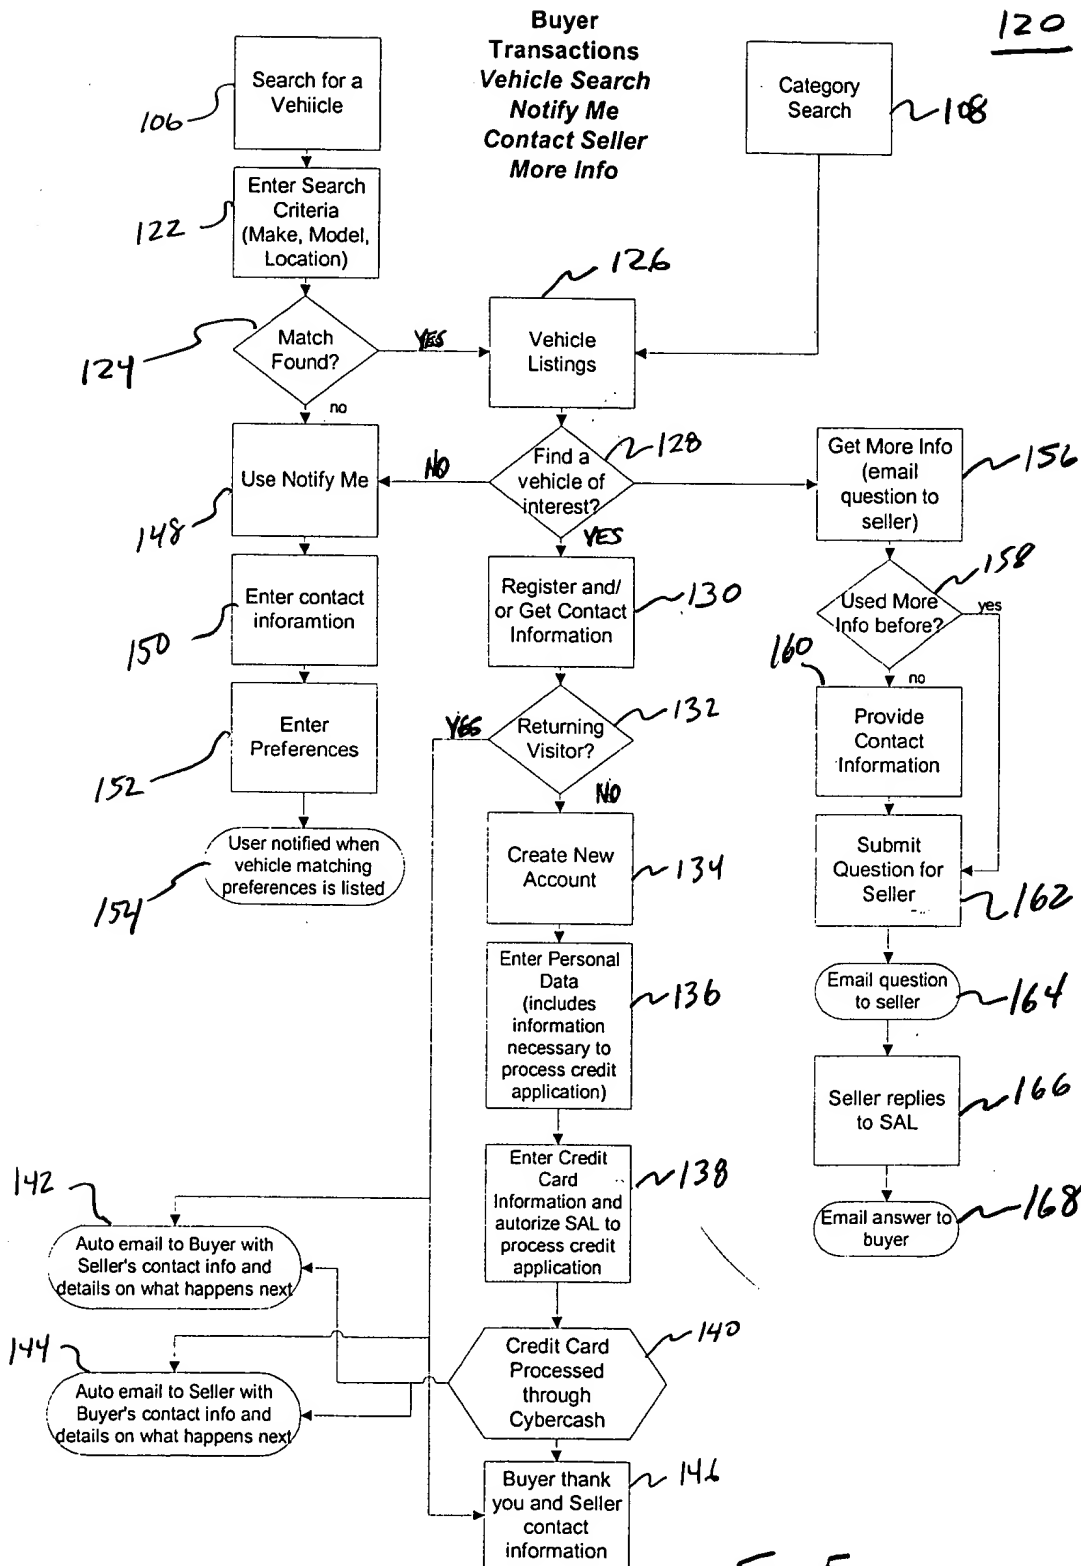 Buyer
Transactions
Vehicle Search
Notify Me
Contact Seller
More Info
120
Search for a
Vehiicle
106
Category
Search
108
Enter Search
Criteria
(Make, Model,
Location)
122
126
Match
Found?
124
YES
no
Vehicle
Listings
Use Notify Me
148
NO
Find a
vehicle of
interest?
128
YES
Get More Info
(email
question to
seller)
156
Enter contact
inforamtion
150
Register and/
or Get Contact
Information
130
Used More
Info before?
158
yes
no
160
Enter
Preferences
152
YES
Returning
Visitor?
132
NO
Provide
Contact
Information
User notified when
vehicle matching
preferences is listed
154
Create New
Account
134
Submit
Question for
Seller
162
Enter Personal
Data
(includes
information
necessary to
process credit
application)
136
Email question
to seller
164
Seller replies
to SAL
166
Enter Credit
Card
Information and
autorize SAL to
process credit
application
138
Email answer to
buyer
168
142
Auto email to Buyer with
Seller's contact info and
details on what happens next
144
Auto email to Seller with
Buyer's contact info and
details on what happens next
Credit Card
Processed
through
Cybercash
140
Buyer thank
you and Seller
contact
information
146